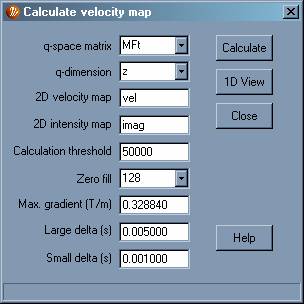 Calculate velocity map
q-space matrix MFt Calculate
q-dimension z 1D View
2D velocity map vel
2D intensity map imag Close
Calculation threshold 50000
Zero fill 128
Max. gradient (T/m) 0.328840
Large delta (s) 0.005000 Help
Small delta (s) 0.001000